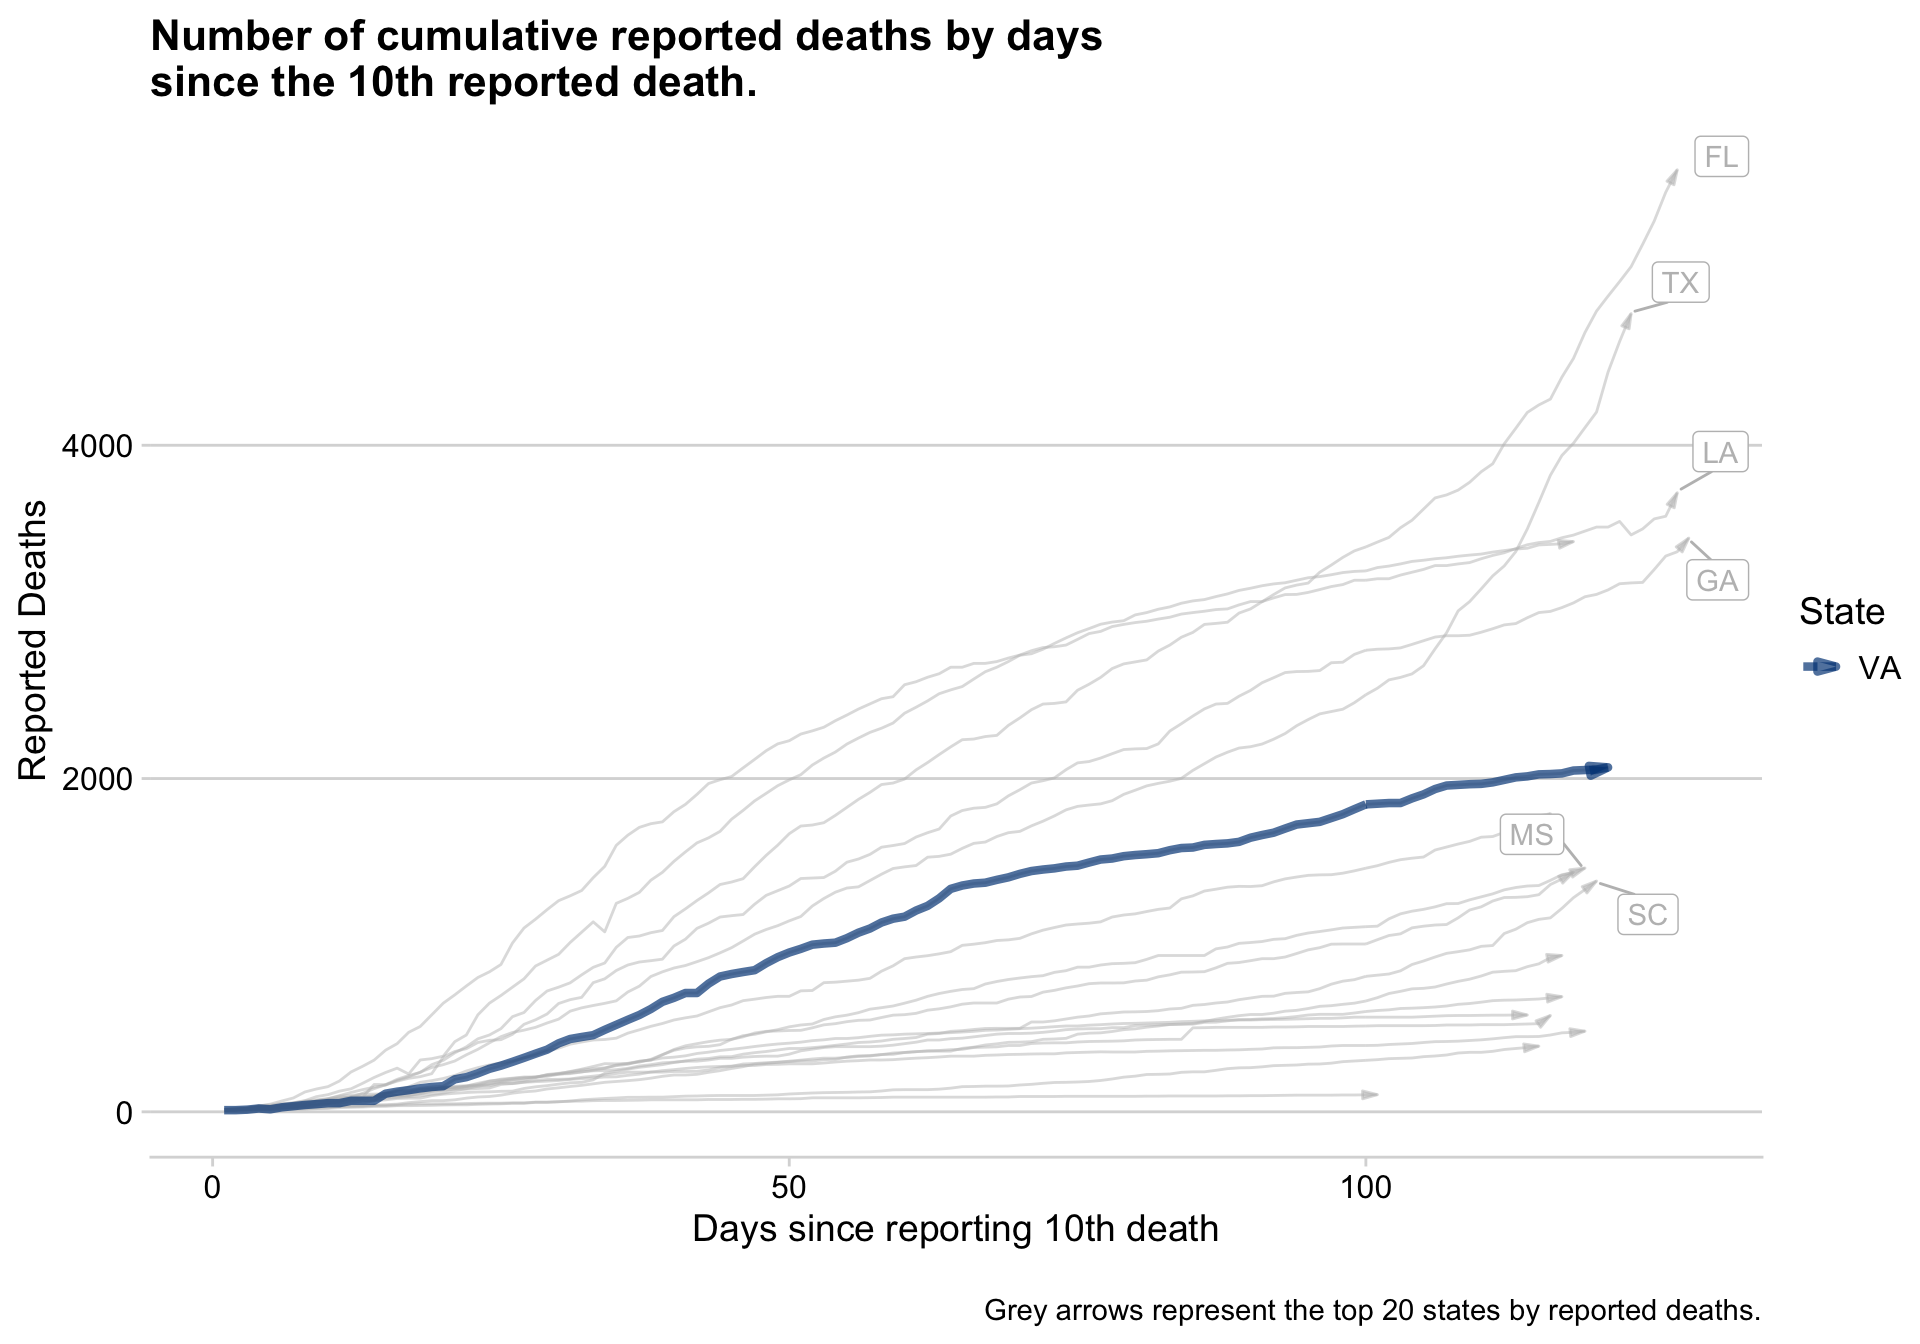 Number of cumulative reported deaths by days
since the 10th reported death.
FL
TX
4000
LA
GA
Reported Deaths
State
VA
2000
MS
SC
0
0 50 100
Days since reporting 10th death
Grey arrows represent the top 20 states by reported deaths.